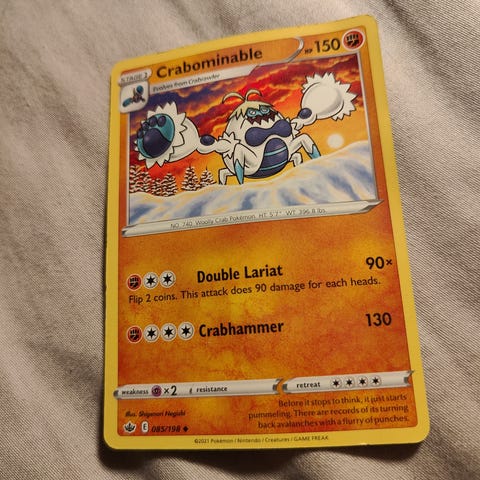 STAGE 1
Crabominable
HP 150
Evolves from Crabrawler
NO. 740. Woolly Crab Pokémon. HT: 5'7" WT: 396.8 lbs.
Double Lariat 90×
Flip 2 coins. This attack does 90 damage for each heads.
Crabhammer 130
weakness ×2 resistance retreat
Before it stops to think, it just starts
pummeling. There are records of its turning
back avalanches with a flurry of punches.
Illus. Shigenori Negishi
E 085/198
©2021 Pokémon / Nintendo / Creatures / GAME FREAK